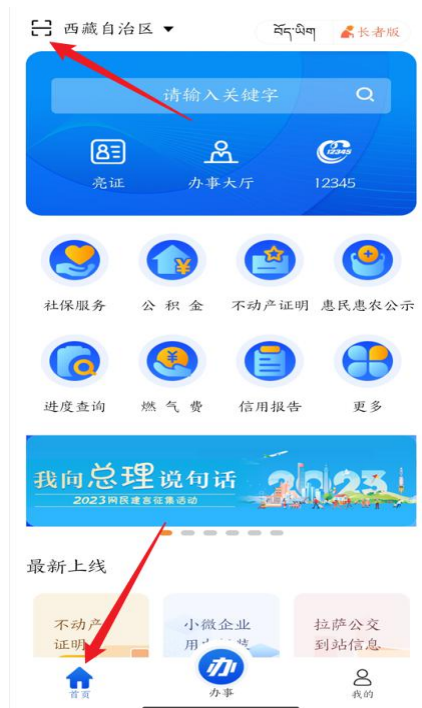 西藏自治区
བོད་ཡིག
长者版
请输入关键字
亮证
办事大厅
12345
12345
社保服务
公积金
不动产证明
惠民惠农公示
进度查询
燃气费
信用报告
更多
我向总理说句话
2023网民建言征集活动
2023
最新上线
不动产
证明
小微企业
拉萨公交
到站信息
办
首页
办事
我的